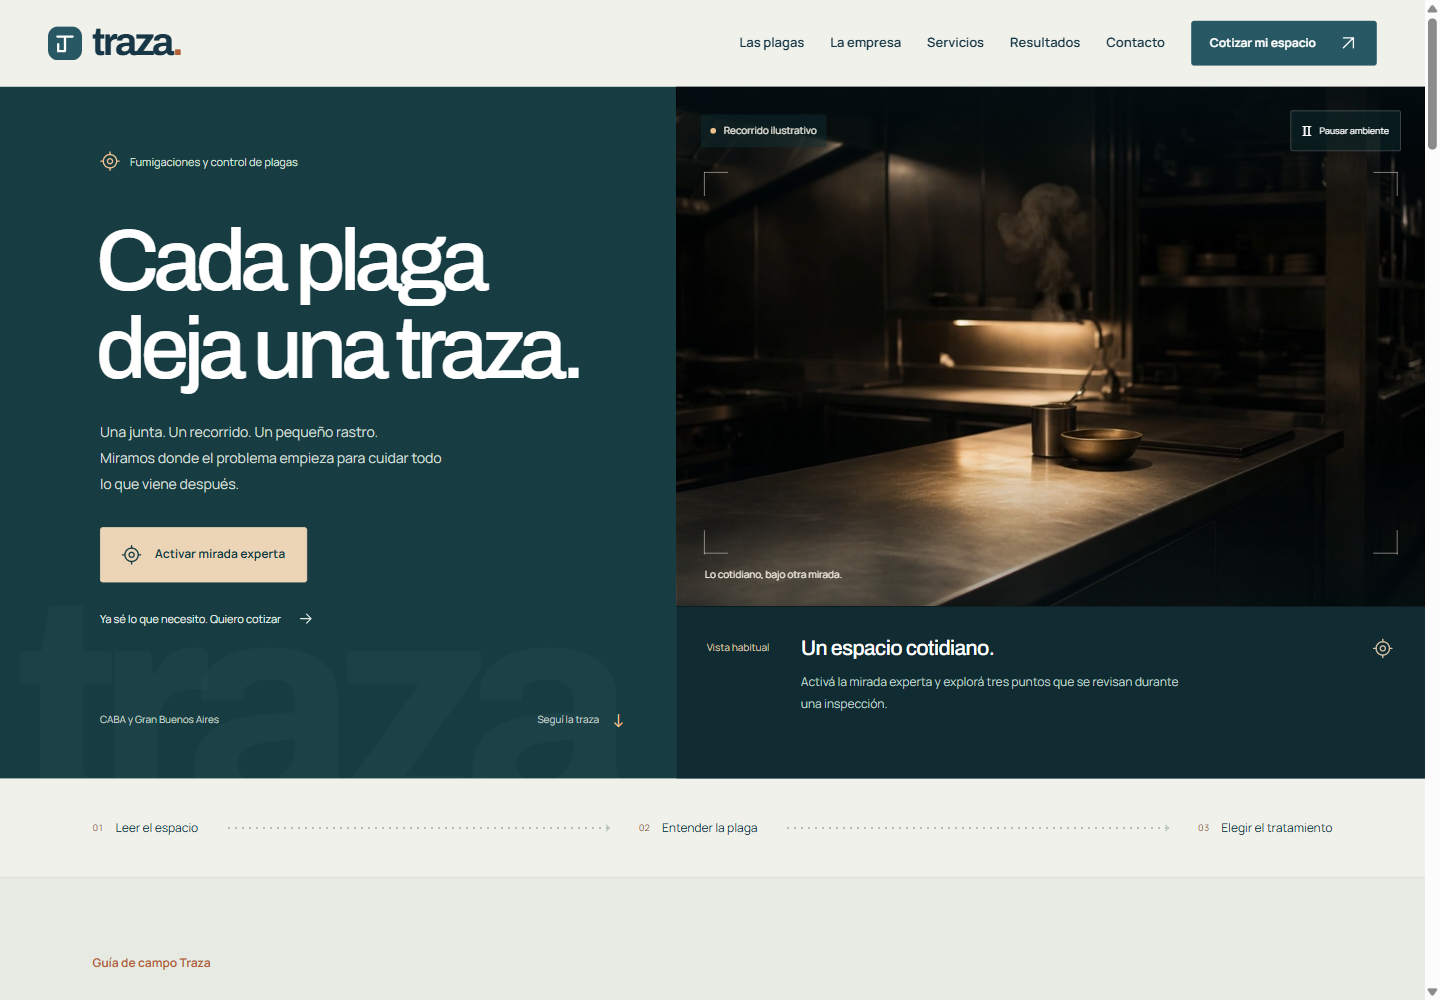 traza.
Las plagas
La empresa
Servicios
Resultados
Contacto
Cotizar mi espacio
Fumigaciones y control de plagas
Cada plaga
deja una traza.
Una junta. Un recorrido. Un pequeño rastro.
Miramos donde el problema empieza para cuidar todo
lo que viene después.
Activar mirada experta
Ya sé lo que necesito. Quiero cotizar
traza
CABA y Gran Buenos Aires
Seguí la traza
Recorrido ilustrativo
Pausar ambiente
Lo cotidiano, bajo otra mirada.
Vista habitual
Un espacio cotidiano.
Activá la mirada experta y explorá tres puntos que se revisan durante
una inspección.
01 Leer el espacio
02 Entender la plaga
03 Elegir el tratamiento
Guía de campo Traza